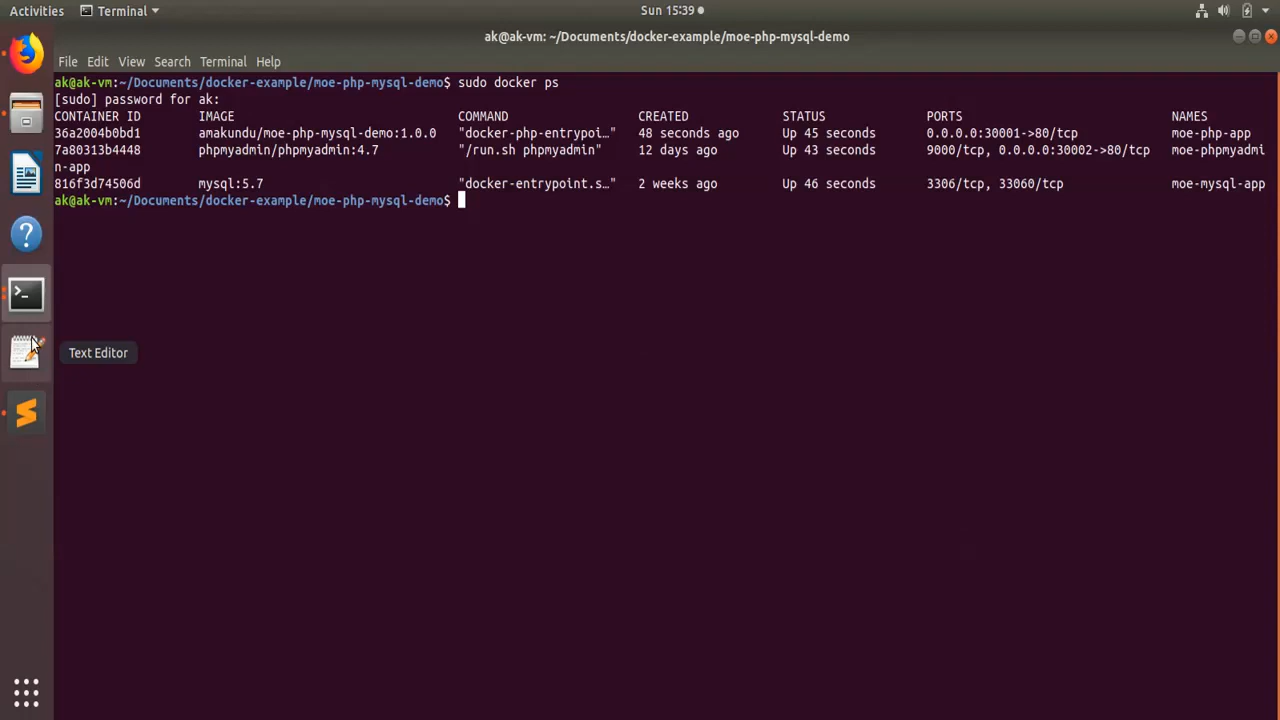 Activities Terminal Sun 15:39
ak@ak-vm: ~/Documents/docker-example/moe-php-mysql-demo
File Edit View Search Terminal Help
ak@ak-vm:~/Documents/docker-example/moe-php-mysql-demo$ sudo docker ps
[sudo] password for ak:
CONTAINER ID IMAGE COMMAND CREATED STATUS PORTS NAMES
36a2004b0bd1 amakundu/moe-php-mysql-demo:1.0.0 "docker-php-entrypoi…" 48 seconds ago Up 45 seconds 0.0.0.0:30001->80/tcp moe-php-app
7a80313b4448 phpmyadmin/phpmyadmin:4.7 "/run.sh phpmyadmin" 12 days ago Up 43 seconds 9000/tcp, 0.0.0.0:30002->80/tcp moe-phpmyadmi
n-app
816f3d74506d mysql:5.7 "docker-entrypoint.s…" 2 weeks ago Up 46 seconds 3306/tcp, 33060/tcp moe-mysql-app
ak@ak-vm:~/Documents/docker-example/moe-php-mysql-demo$
Text Editor